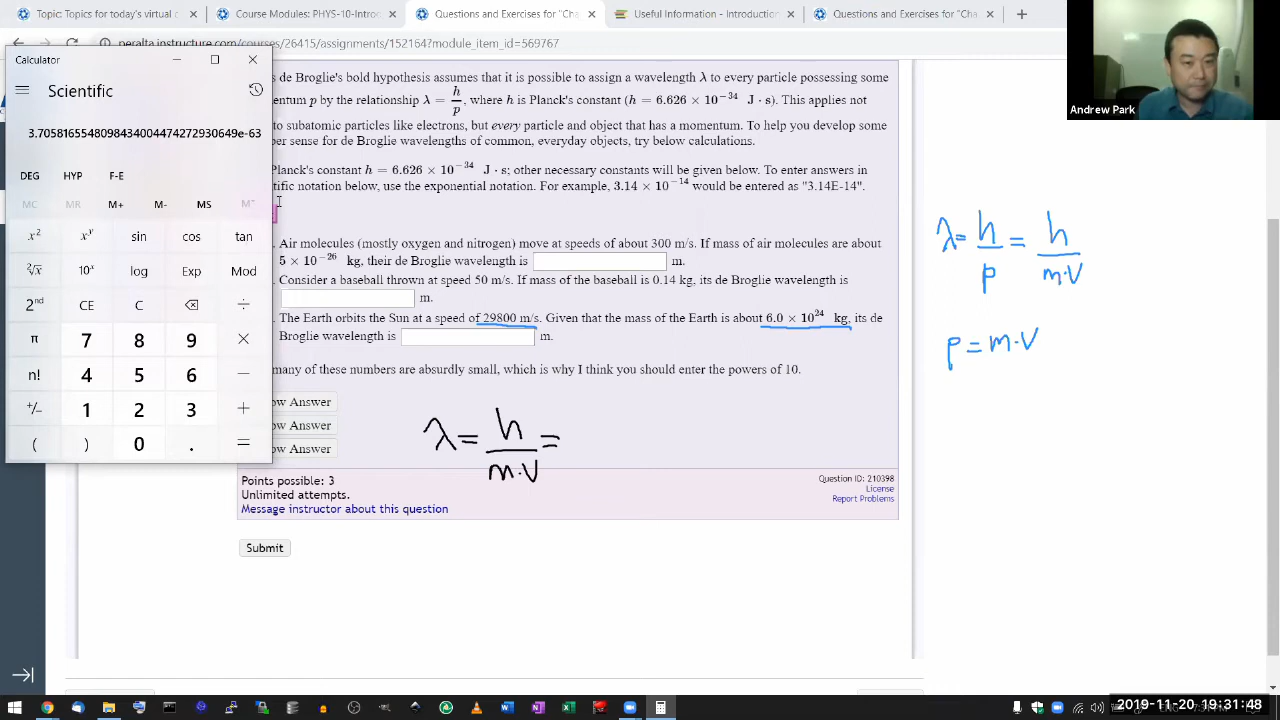 Topic: Topics for today's virtual c
Course Modules: PHYS-10-Introd
Questions and Exercises for "Cha
Useful Information - Introduction
Questions and Exercises for "Cha
peralta.instructure.com/courses/26415/assignments/152164?module_item_id=569767
Calculator
Scientific
3.7058165548098434004474272930649e-63
DEG HYP F-E
MC MR M+ M- MS
x² xʸ sin cos tan
10ˣ log Exp Mod
2ⁿᵈ CE C ÷
π 7 8 9 ×
n! 4 5 6 −
+/− 1 2 3 +
( ) 0 . =
de Broglie's bold hypothesis assumes that it is possible to assign a wavelength λ to every particle possessing some
entum p by the relationship λ = h/p, where h is Planck's constant (h = 6.626 × 10⁻³⁴ J · s). This applies not
to subatomic particles like electrons, but every particle and object that has a momentum. To help you develop some
per sense for de Broglie wavelengths of common, everyday objects, try below calculations.
Planck's constant h = 6.626 × 10⁻³⁴ J · s; other necessary constants will be given below. To enter answers in
tific notation below, use the exponential notation. For example, 3.14 × 10⁻¹⁴ would be entered as "3.14E-14".
Air molecules (mostly oxygen and nitrogen) move at speeds of about 300 m/s. If mass of air molecules are about
5 × 10⁻²⁶ kg, their de Broglie wavelength is m.
Consider a baseball thrown at speed 50 m/s. If mass of the baseball is 0.14 kg, its de Broglie wavelength is
m.
The Earth orbits the Sun at a speed of 29800 m/s. Given that the mass of the Earth is about 6.0 × 10²⁴ kg, its de
Broglie wavelength is m.
many of these numbers are absurdly small, which is why I think you should enter the powers of 10.
ow Answer
ow Answer
ow Answer
λ = h/m·v =
Points possible: 3
Unlimited attempts.
Message instructor about this question
Question ID: 210398
License
Report Problems
Submit
λ = h/p = h/m·v
p = m·v
Andrew Park
2019-11-20 19:31:48